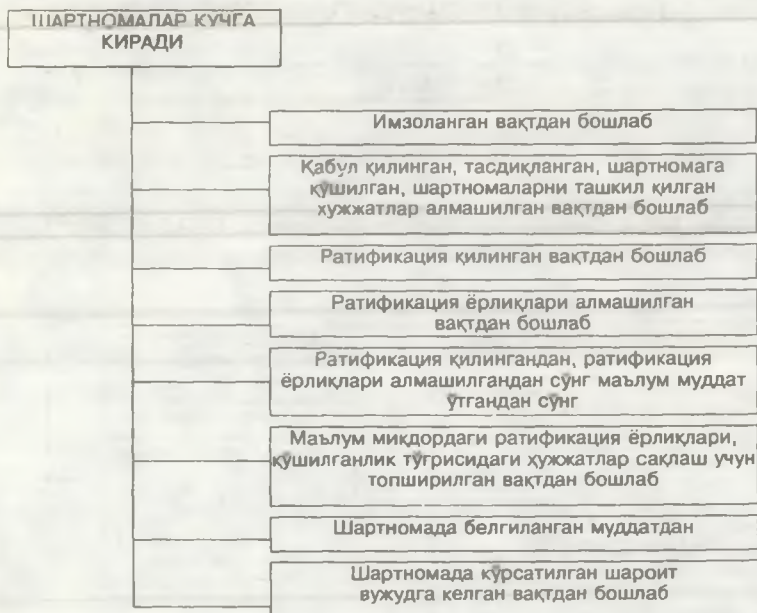 ШАРТНОМАЛАР КУЧГА
КИРАДИ
Имзоланган вақтдан бошлаб
Қабул қилинган, тасдиқланган, шартномага
қўшилган, шартномаларни ташкил қилган
хужжатлар алмашилган вақтдан бошлаб
Ратификация қилинган вақтдан бошлаб
Ратификация ёрлиқлари алмашилган
вақтдан бошлаб
Ратификация қилингандан, ратификация
ёрлиқлари алмашилгандан сўнг маълум муддат
ўтгандан сўнг
Маълум миқдордаги ратификация ёрлиқлари,
қўшилганлик тўғрисидаги ҳужжатлар сақлаш учун
топширилган вақтдан бошлаб
Шартномада белгиланган муддатдан
Шартномада кўрсатилган шароит
вужудга келган вақтдан бошлаб